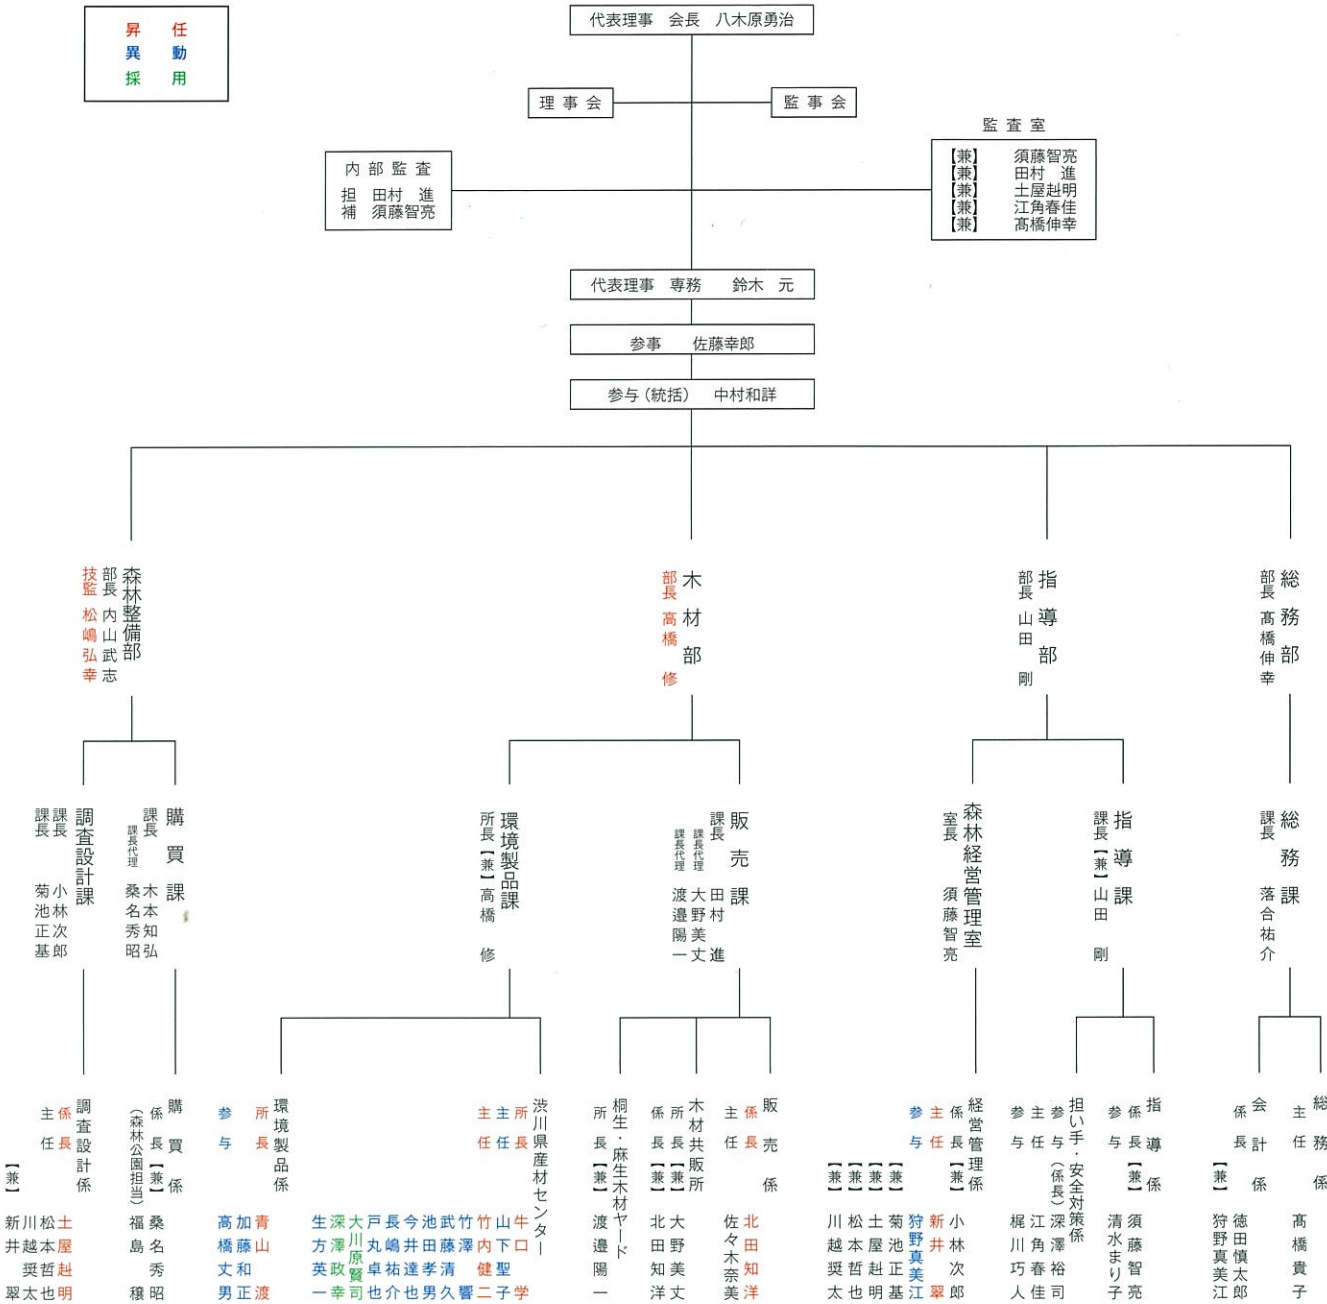 昇　任
異　動
採　用
代表理事　会長　八木原勇治
理事会
監事会
内部監査
担　田村　進
補　須藤智亮
監査室
【兼】　須藤智亮
【兼】　田村　進
【兼】　土屋赳明
【兼】　江角春佳
【兼】　髙橋伸幸
代表理事　専務　鈴木　元
参事　佐藤幸郎
参与（統括）　中村和詳
総務部
部長　髙橋伸幸
指導部
部長　山田　剛
木材部
部長　高橋　修
森林整備部
部長　内山武志
技監　松嶋弘幸
総務課
課長　落合祐介
指導課
課長【兼】山田　剛
森林経営管理室
室長　須藤智亮
販売課
課長　田村　進
課長代理　大野美丈
課長代理　渡邉陽一
環境製品課
所長【兼】高橋　修
購買課
課長　木本知弘
課長代理　桑名秀昭
調査設計課
課長　小林次郎
課長　菊池正基
総務係
主任　髙橋貴子
会計係
係長　徳田慎太郎
【兼】　狩野真美江
指導係
係長【兼】　須藤智亮
参与　清水まり子
担い手・安全対策係
参与（係長）　深澤裕司
主任　江角春佳
参与　梶川巧人
経営管理係
係長【兼】　小林次郎
主任　新井　翠
参与　狩野真美江
【兼】　菊池正基
【兼】　土屋赳明
【兼】　松本哲也
【兼】　川越奨太
販売係
係長　北田知洋
主任　佐々木奈美
木材共販所
所長【兼】　大野美丈
係長【兼】　北田知洋
桐生・麻生木材ヤード
所長【兼】　渡邉陽一
渋川県産材センター
所長　牛口　学
主任　山下聖子
主任　竹内健二
竹澤　響
武藤清久
池田孝男
今井達也
長嶋祐介
戸丸卓也
大川原賢司
深澤政幸
生方英一
環境製品係
所長　青山　渡
加藤和正
参与　高橋丈男
購買係
係長【兼】　桑名秀昭
（森林公園担当）　福島　穣
調査設計係
係長　土屋赳明
主任　松本哲也
川越奨太
【兼】　新井　翠